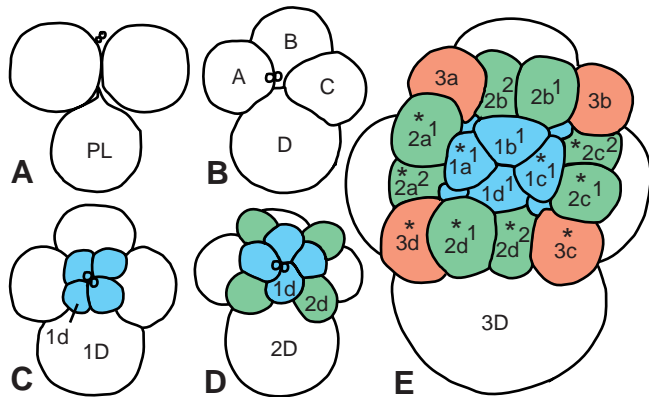 PL
A
B
A
C
D
B
1d
1D
C
1d
2d
2D
D
3a
2b²
2b¹
3b
*
2a¹
*
1a¹
1b¹
*
1c¹
*2c²
*
2a²
1d¹
*
2c¹
*
3d
*
2d¹
*
2d²
*
3c
3D
E